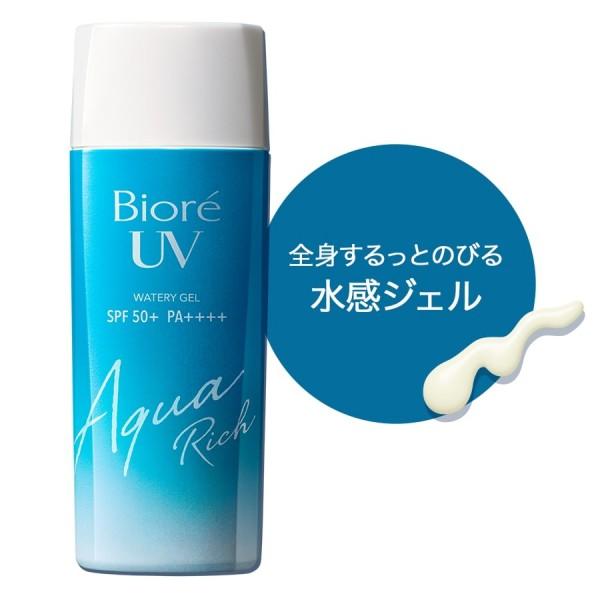 Bioré
UV
WATERY GEL
SPF 50+ PA++++
Aqua
Rich
全身するっとのびる
水感ジェル